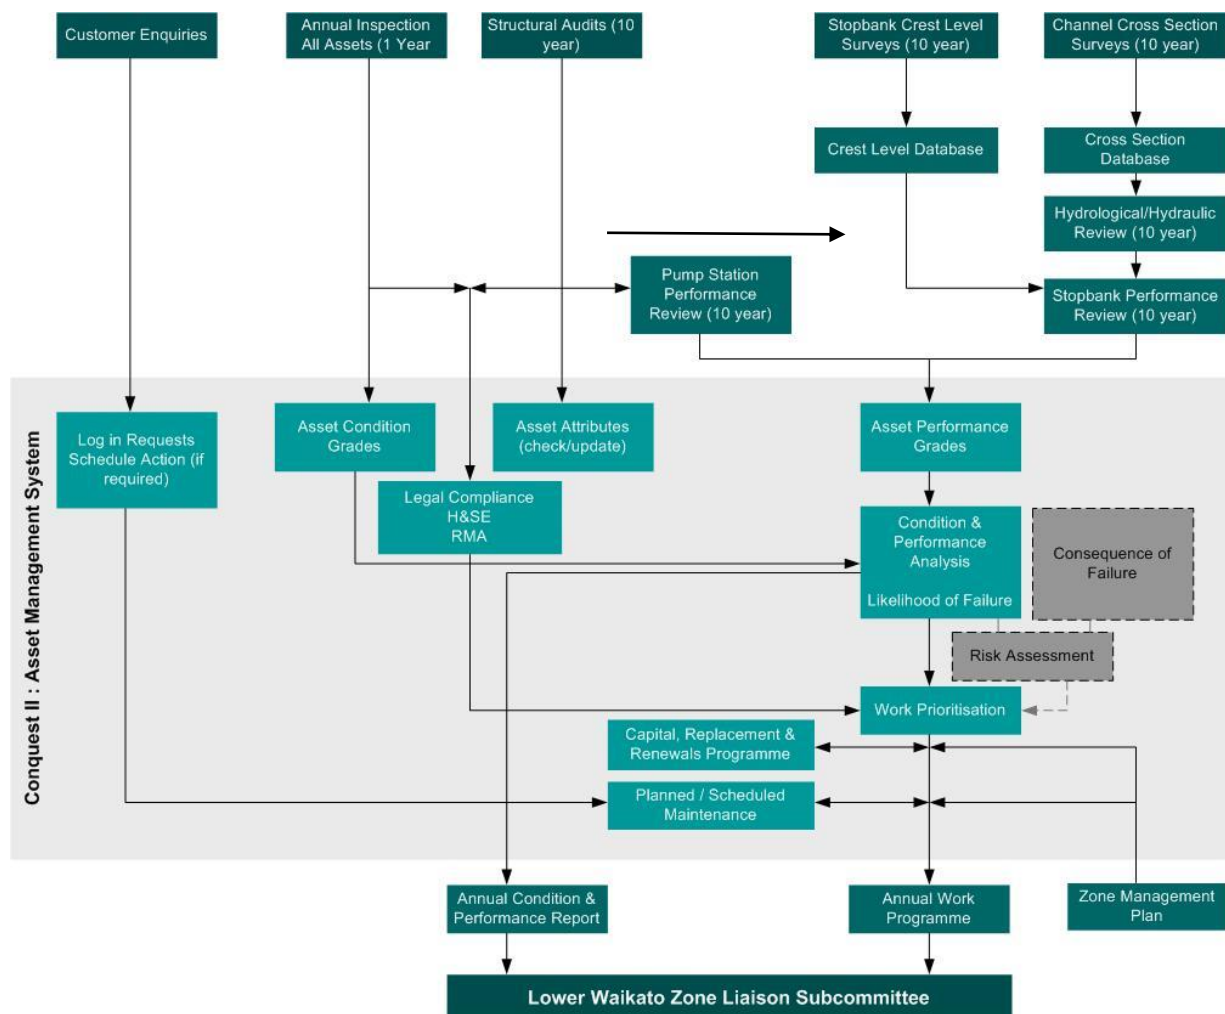 Customer Enquiries
Annual Inspection
All Assets (1 Year
Structural Audits (10
year)
Stopbank Crest Level
Surveys (10 year)
Channel Cross Section
Surveys (10 year)
Crest Level Database
Cross Section
Database
Hydrological/Hydraulic
Review (10 year)
Pump Station
Performance
Review (10 year)
Stopbank Performance
Review (10 year)
Conquest II : Asset Management System
Log in Requests
Schedule Action (if
required)
Asset Condition
Grades
Asset Attributes
(check/update)
Asset Performance
Grades
Legal Compliance
H&SE
RMA
Condition &
Performance
Analysis
Likelihood of Failure
Consequence of
Failure
Risk Assessment
Work Prioritisation
Capital, Replacement &
Renewals Programme
Planned / Scheduled
Maintenance
Annual Condition &
Performance Report
Annual Work
Programme
Zone Management
Plan
Lower Waikato Zone Liaison Subcommittee